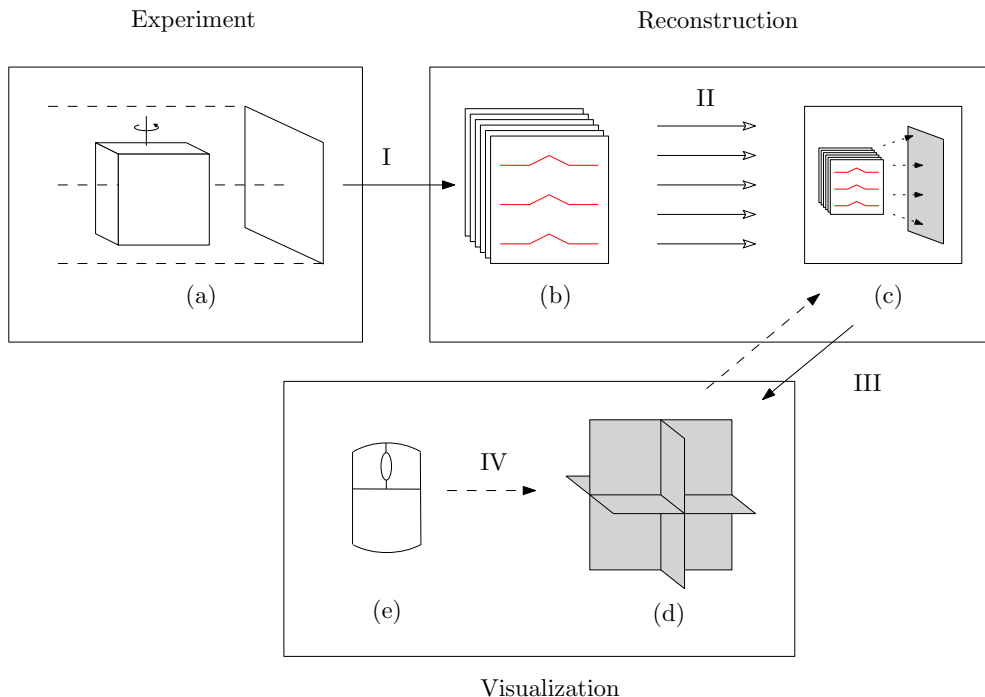 Experiment
Reconstruction
I
II
(a)
(b)
(c)
III
IV
(e)
(d)
Visualization